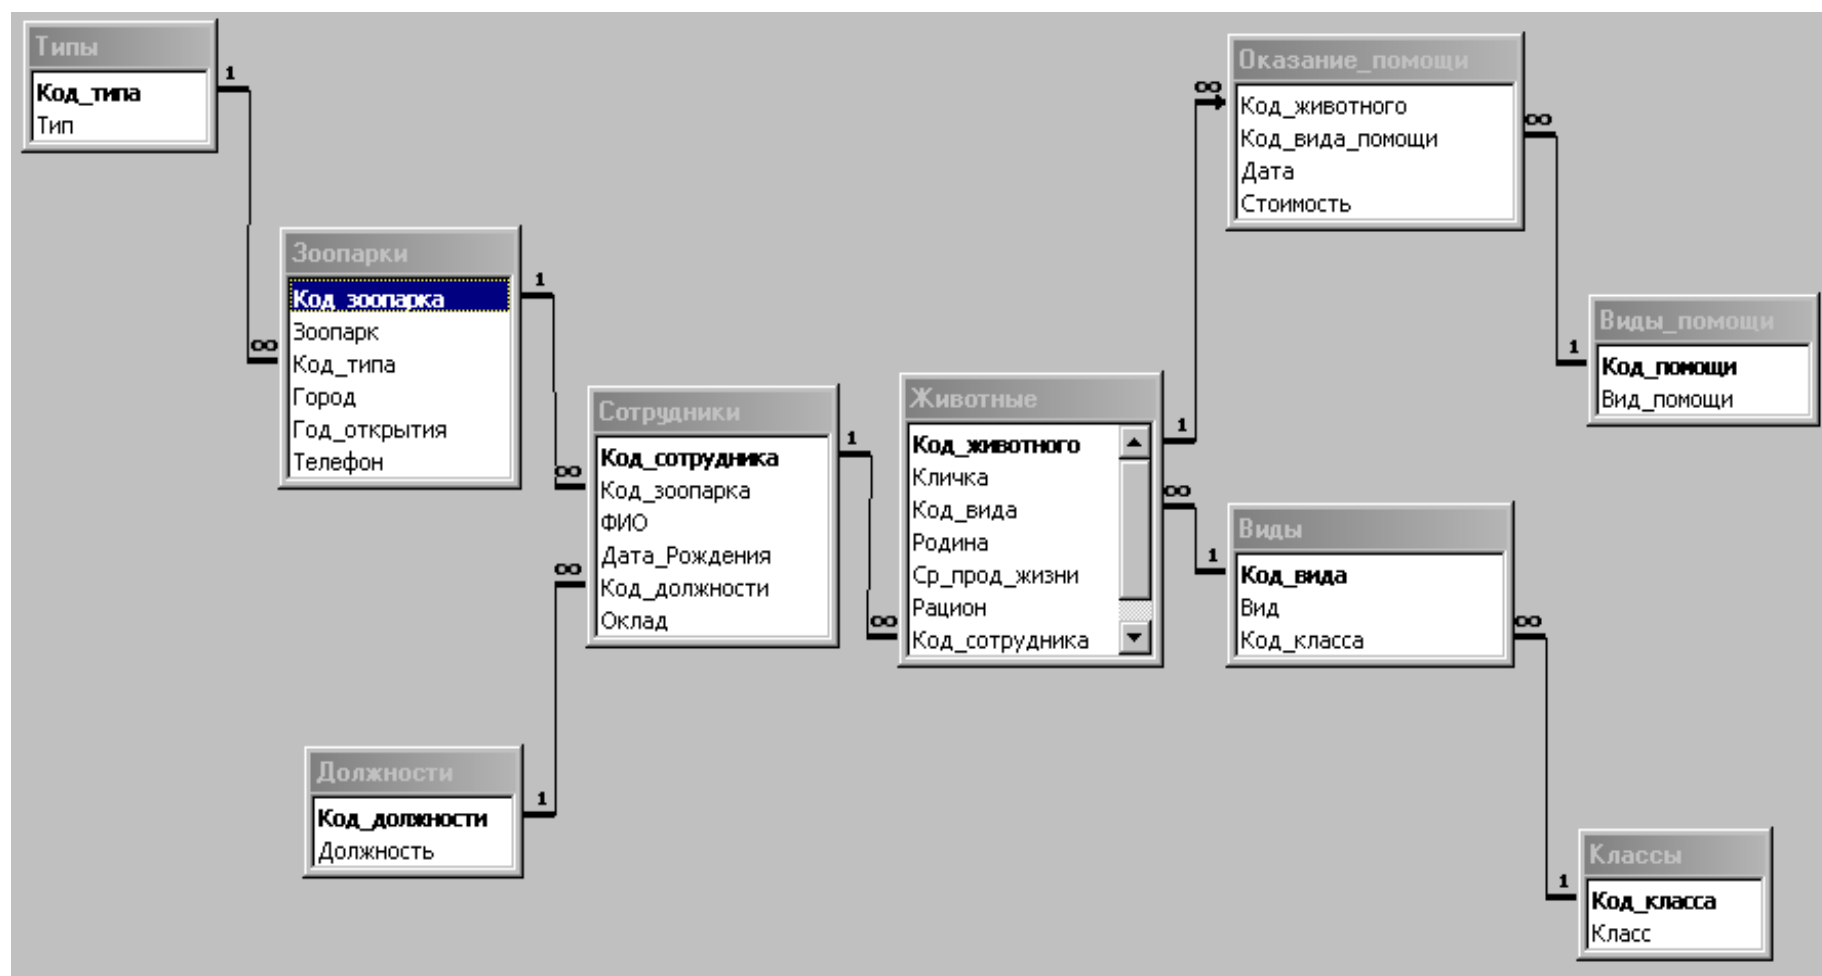 Типы
Код_типа
Тип
1
∞
Зоопарки
Код_зоопарка
Зоопарк
Код_типа
Город
Год_открытия
Телефон
1
∞
Сотрудники
Код_сотрудника
Код_зоопарка
ФИО
Дата_Рождения
Код_должности
Оклад
∞
1
Должности
Код_должности
Должность
1
∞
Животные
Код_животного
Кличка
Код_вида
Родина
Ср_прод_жизни
Рацион
Код_сотрудника
1
∞
Оказание_помощи
Код_животного
Код_вида_помощи
Дата
Стоимость
∞
1
Виды_помощи
Код_помощи
Вид_помощи
∞
1
Виды
Код_вида
Вид
Код_класса
∞
1
Классы
Код_класса
Класс